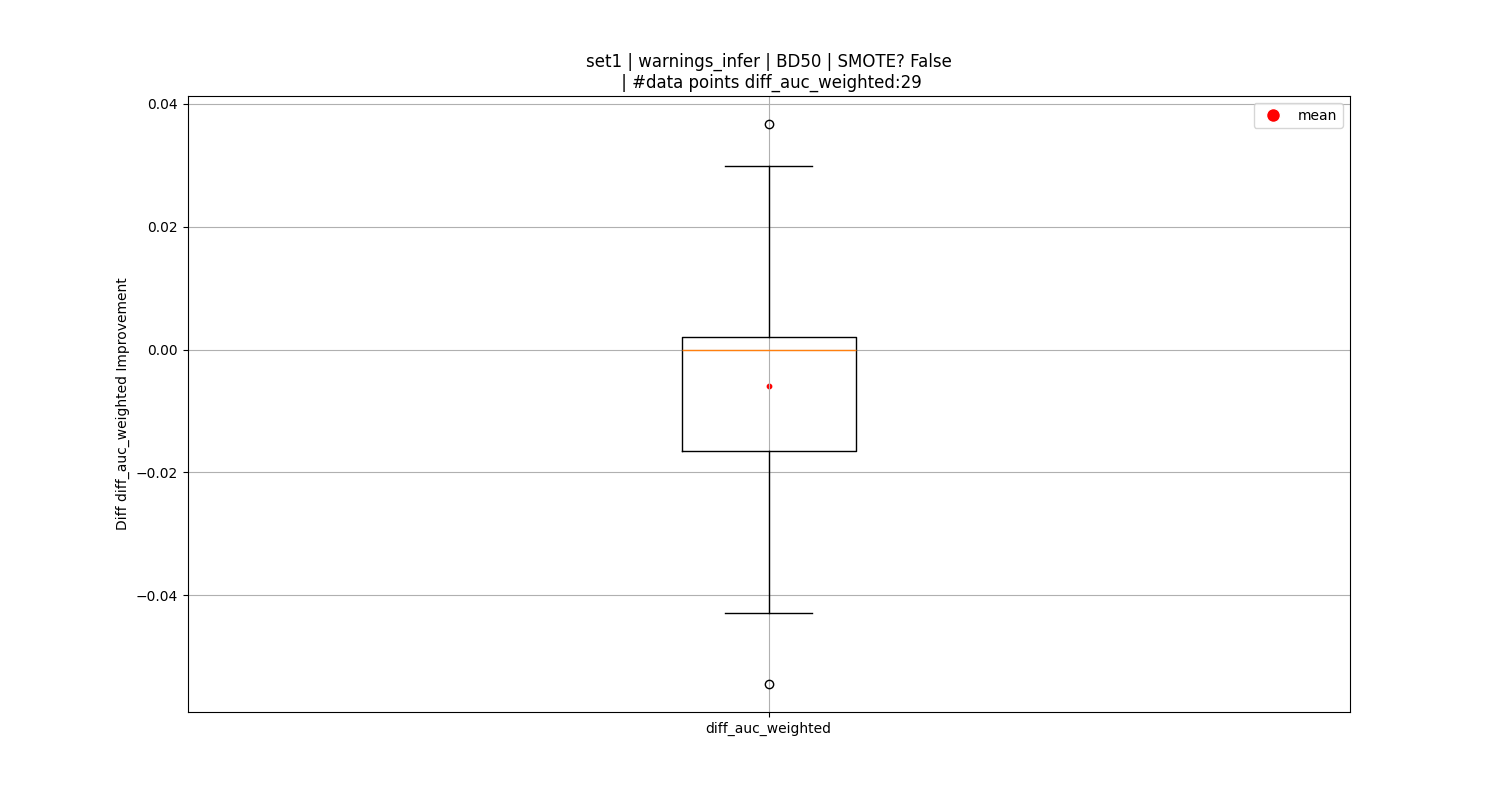 set1 | warnings_infer | BD50 | SMOTE? False
| #data points diff_auc_weighted:29
mean
0.04
0.02
0.00
−0.02
−0.04
Diff diff_auc_weighted Improvement
diff_auc_weighted